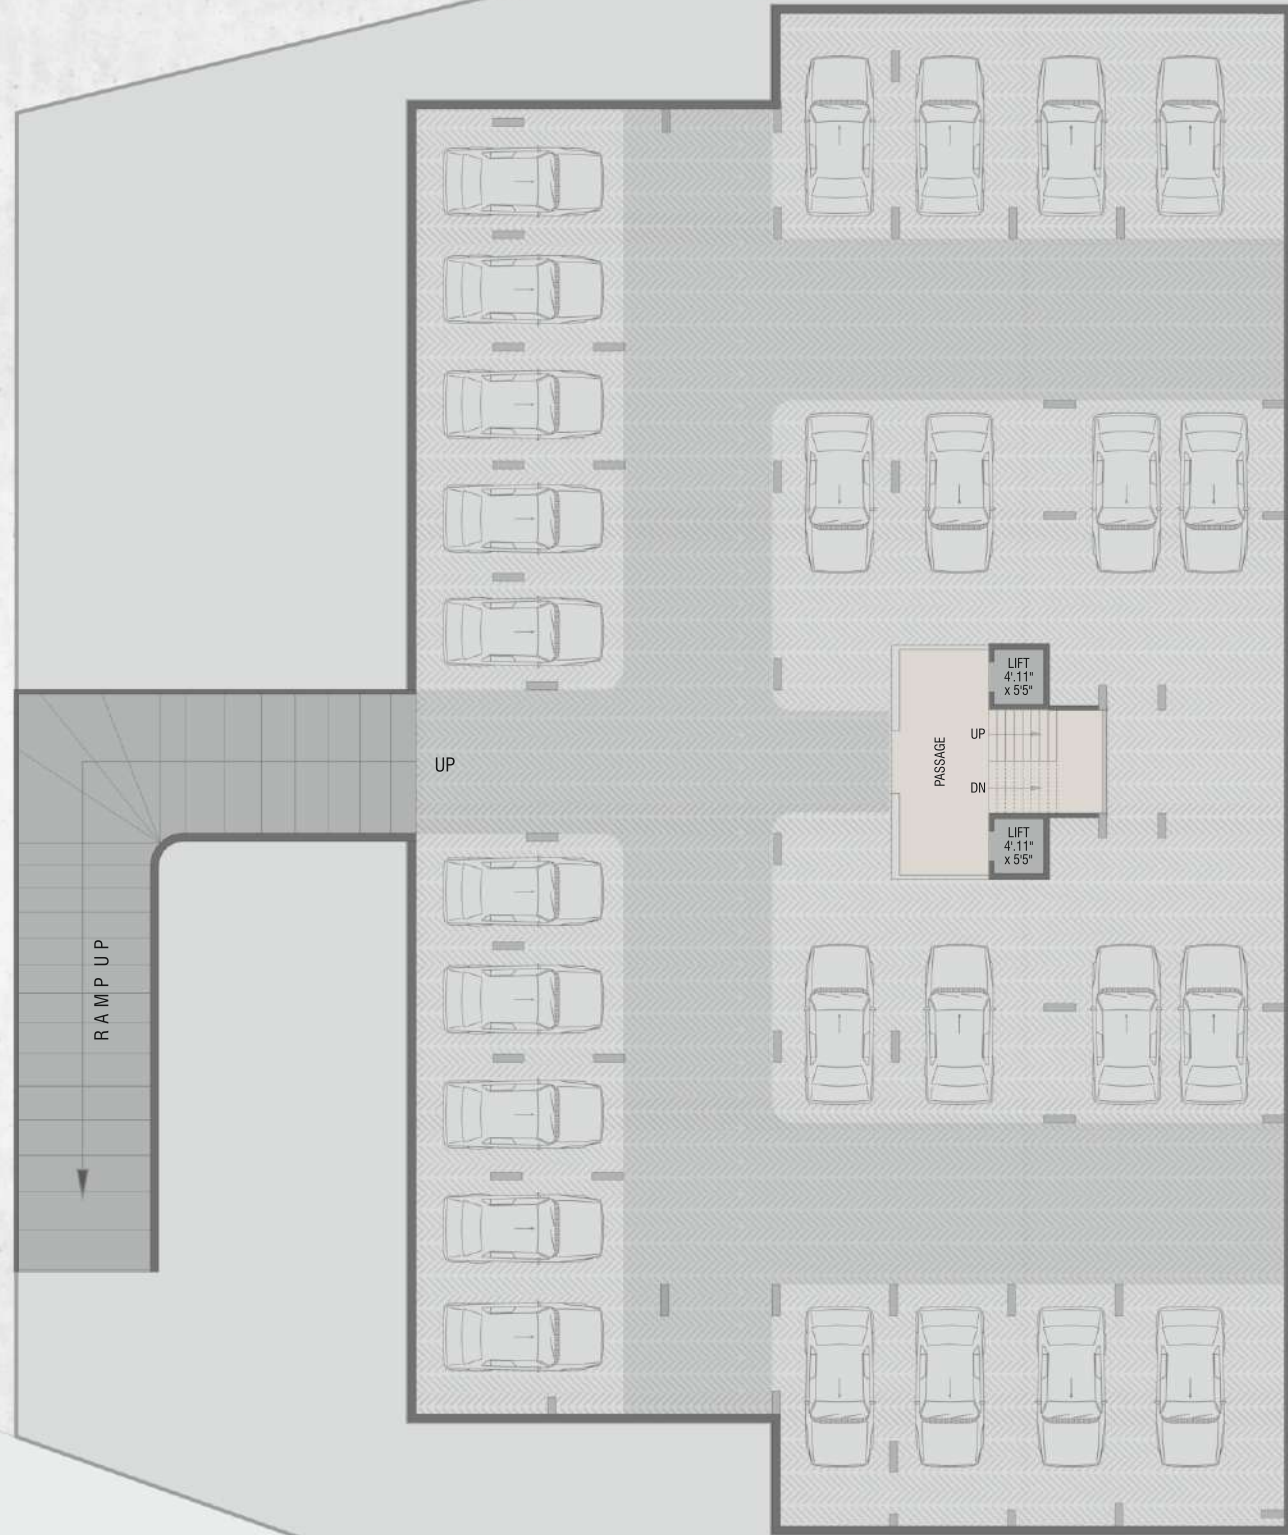 LIFT
4'.11"
x 5'5"
UP
PASSAGE
UP
DN
LIFT
4'.11"
x 5'5"
RAMP UP